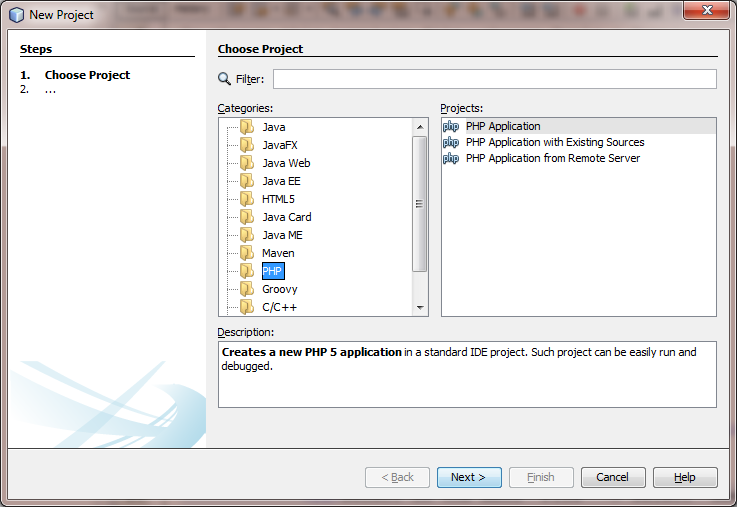 New Project
Steps
1. Choose Project
2. ...
Choose Project
Filter:
Categories:
Java
JavaFX
Java Web
Java EE
HTML5
Java Card
Java ME
Maven
PHP
Groovy
C/C++
Projects:
php PHP Application
php PHP Application with Existing Sources
php PHP Application from Remote Server
Description:
Creates a new PHP 5 application in a standard IDE project. Such project can be easily run and
debugged.
< Back Next > Finish Cancel Help